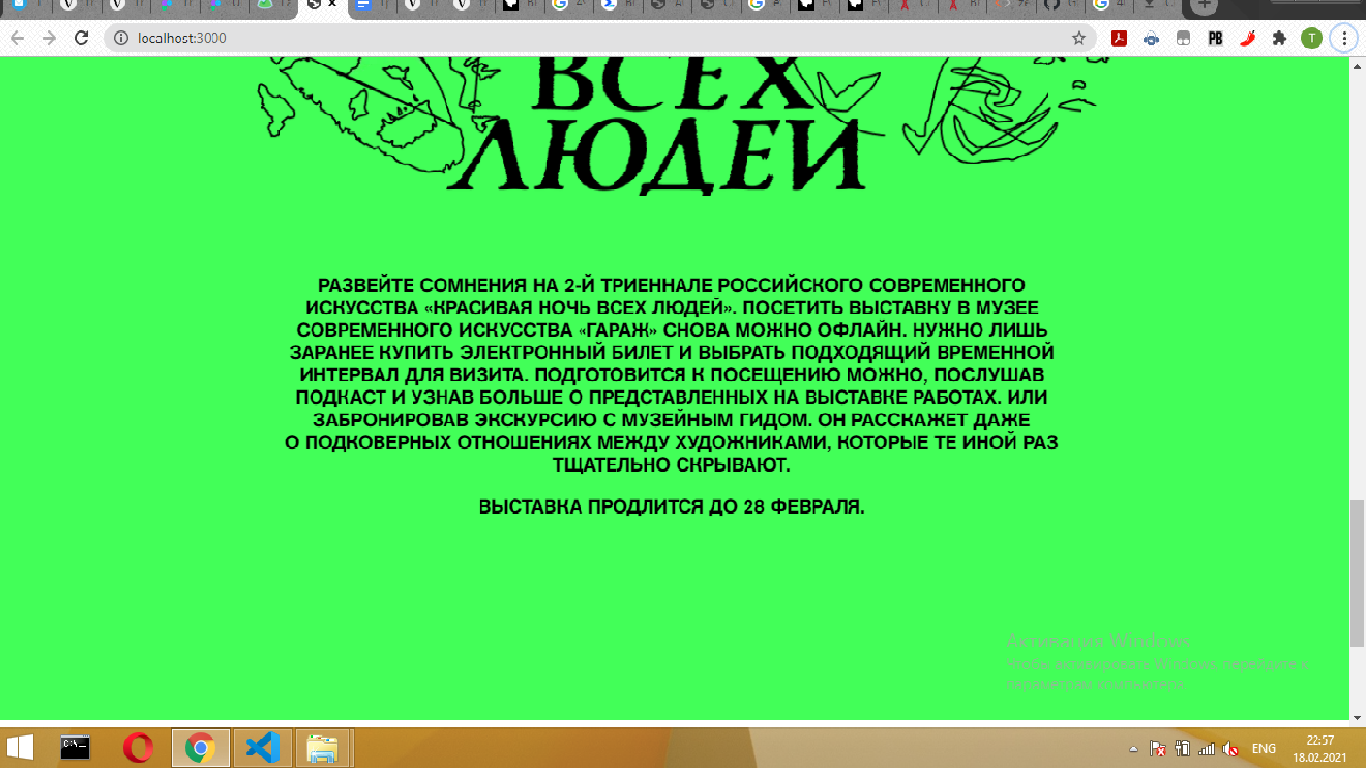 localhost:3000
ВСЕХ
ЛЮДЕЙ
РАЗВЕЙТЕ СОМНЕНИЯ НА 2-Й ТРИЕННАЛЕ РОССИЙСКОГО СОВРЕМЕННОГО
ИСКУССТВА «КРАСИВАЯ НОЧЬ ВСЕХ ЛЮДЕЙ». ПОСЕТИТЬ ВЫСТАВКУ В МУЗЕЕ
СОВРЕМЕННОГО ИСКУССТВА «ГАРАЖ» СНОВА МОЖНО ОФЛАЙН. НУЖНО ЛИШЬ
ЗАРАНЕЕ КУПИТЬ ЭЛЕКТРОННЫЙ БИЛЕТ И ВЫБРАТЬ ПОДХОДЯЩИЙ ВРЕМЕННОЙ
ИНТЕРВАЛ ДЛЯ ВИЗИТА. ПОДГОТОВИТСЯ К ПОСЕЩЕНИЮ МОЖНО, ПОСЛУШАВ
ПОДКАСТ И УЗНАВ БОЛЬШЕ О ПРЕДСТАВЛЕННЫХ НА ВЫСТАВКЕ РАБОТАХ. ИЛИ
ЗАБРОНИРОВАВ ЭКСКУРСИЮ С МУЗЕЙНЫМ ГИДОМ. ОН РАССКАЖЕТ ДАЖЕ
О ПОДКОВЕРНЫХ ОТНОШЕНИЯХ МЕЖДУ ХУДОЖНИКАМИ, КОТОРЫЕ ТЕ ИНОЙ РАЗ
ТЩАТЕЛЬНО СКРЫВАЮТ.
ВЫСТАВКА ПРОДЛИТСЯ ДО 28 ФЕВРАЛЯ.
Активация Windows
Чтобы активировать Windows, перейдите к
параметрам компьютера.
ENG
22:57
18.02.2021